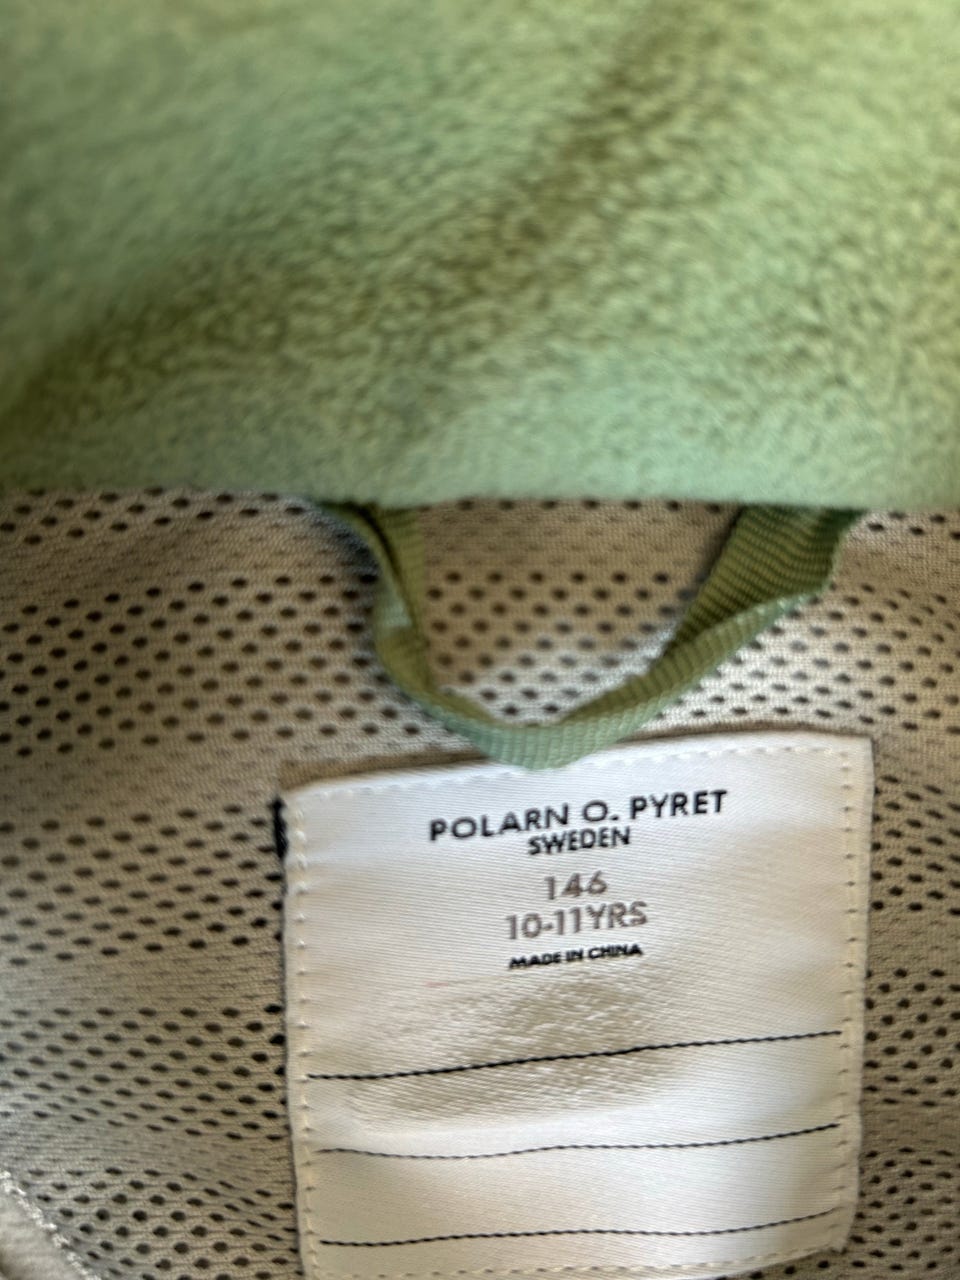 POLARN O. PYRET
SWEDEN
146
10-11YRS
MADE IN CHINA